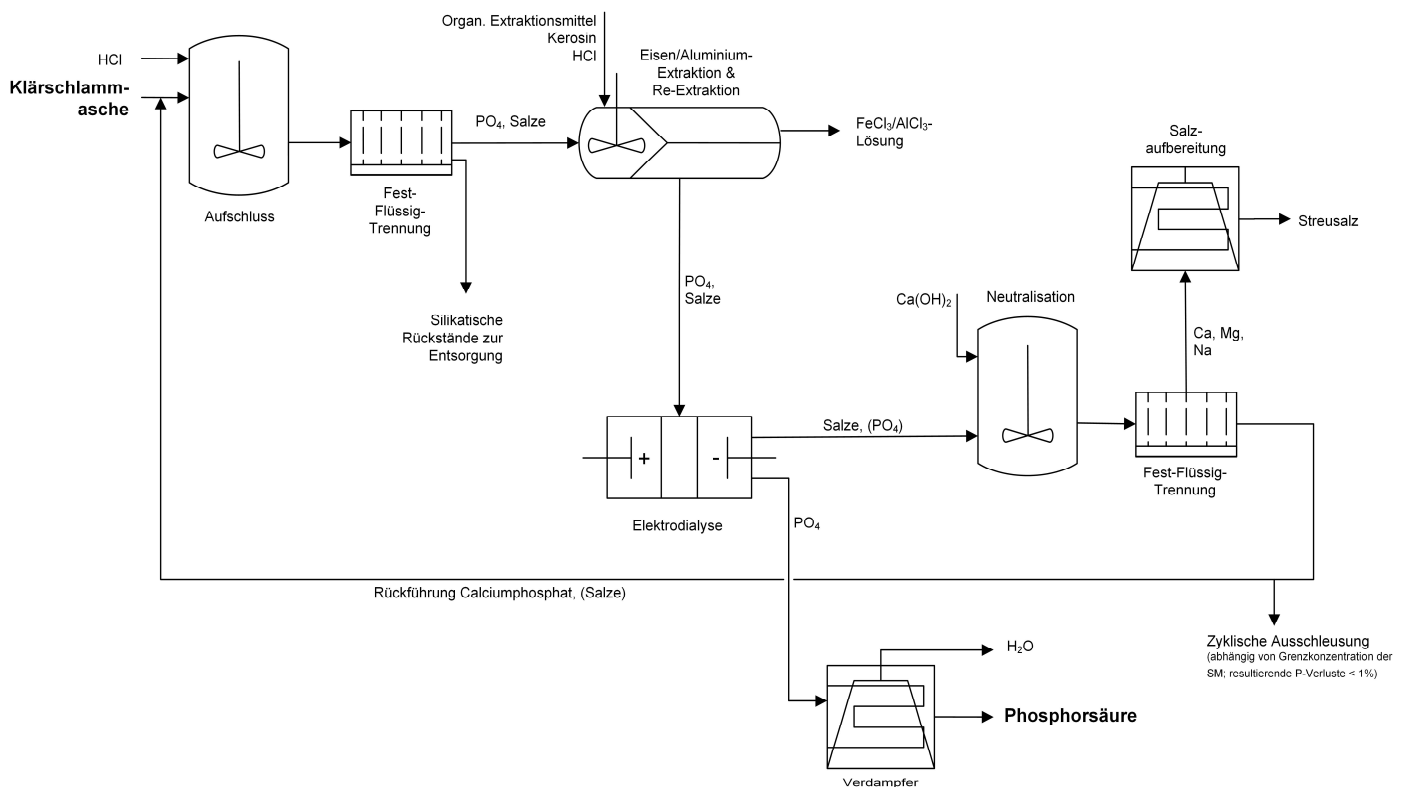 Organ. Extraktionsmittel
Kerosin
HCl
Eisen/Aluminium-
Extraktion &
Re-Extraktion
HCl
Klärschlamm-
asche
PO₄, Salze
FeCl₃/AlCl₃-
Lösung
Salz-
aufbereitung
Fest-
Flüssig-
Trennung
Aufschluss
Streusalz
PO₄,
Salze
Silikatische
Rückstände zur
Entsorgung
Ca(OH)₂
Neutralisation
Ca, Mg,
Na
Salze, (PO₄)
+
-
Fest-Flüssig-
Trennung
Elektrodialyse
PO₄
Rückführung Calciumphosphat, (Salze)
Zyklische Ausschleusung
(abhängig von Grenzkonzentration der
SM; resultierende P-Verluste < 1%)
H₂O
Phosphorsäure
Verdampfer